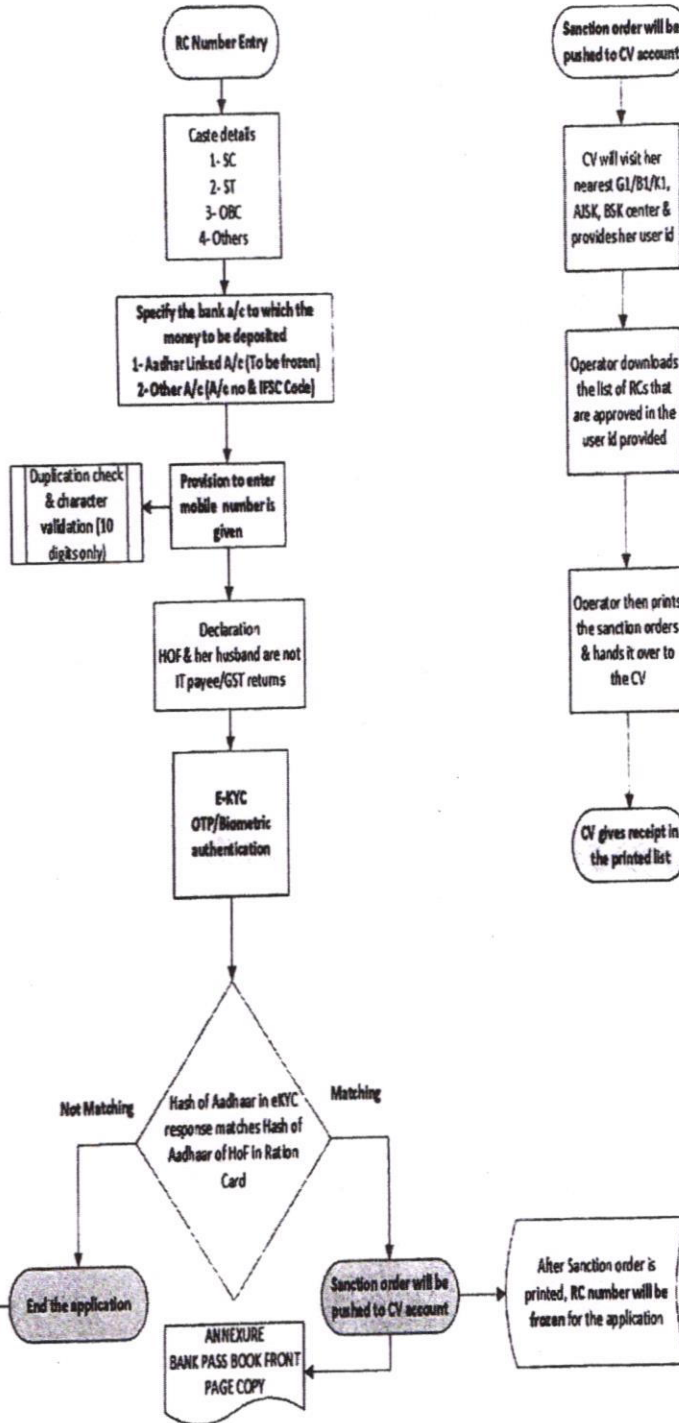 RC Number Entry
Caste details
1- SC
2- ST
3- OBC
4- Others
Specify the bank a/c to which the
money to be deposited
1- Aadhar Linked A/c (To be frozen)
2- Other A/c (A/c no & IFSC Code)
Duplication check
& character
validation (10
digits only)
Provision to enter
mobile number is
given
Declaration
HOF & her husband are not
IT payee/GST returns
E-KYC
OTP/Biometric
authentication
Not Matching
Matching
Hash of Aadhaar in eKYC
response matches Hash of
Aadhaar of HoF in Ration
Card
End the application
Sanction order will be
pushed to CV account
After Sanction order is
printed, RC number will be
frozen for the application
ANNEXURE
BANK PASS BOOK FRONT
PAGE COPY
Sanction order will be
pushed to CV account
CV will visit her
nearest G1/B1/K1,
AJSK, BSK center &
provides her user id
Operator downloads
the list of RCs that
are approved in the
user id provided
Operator then prints
the sanction orders
& hands it over to
the CV
CV gives receipt in
the printed list